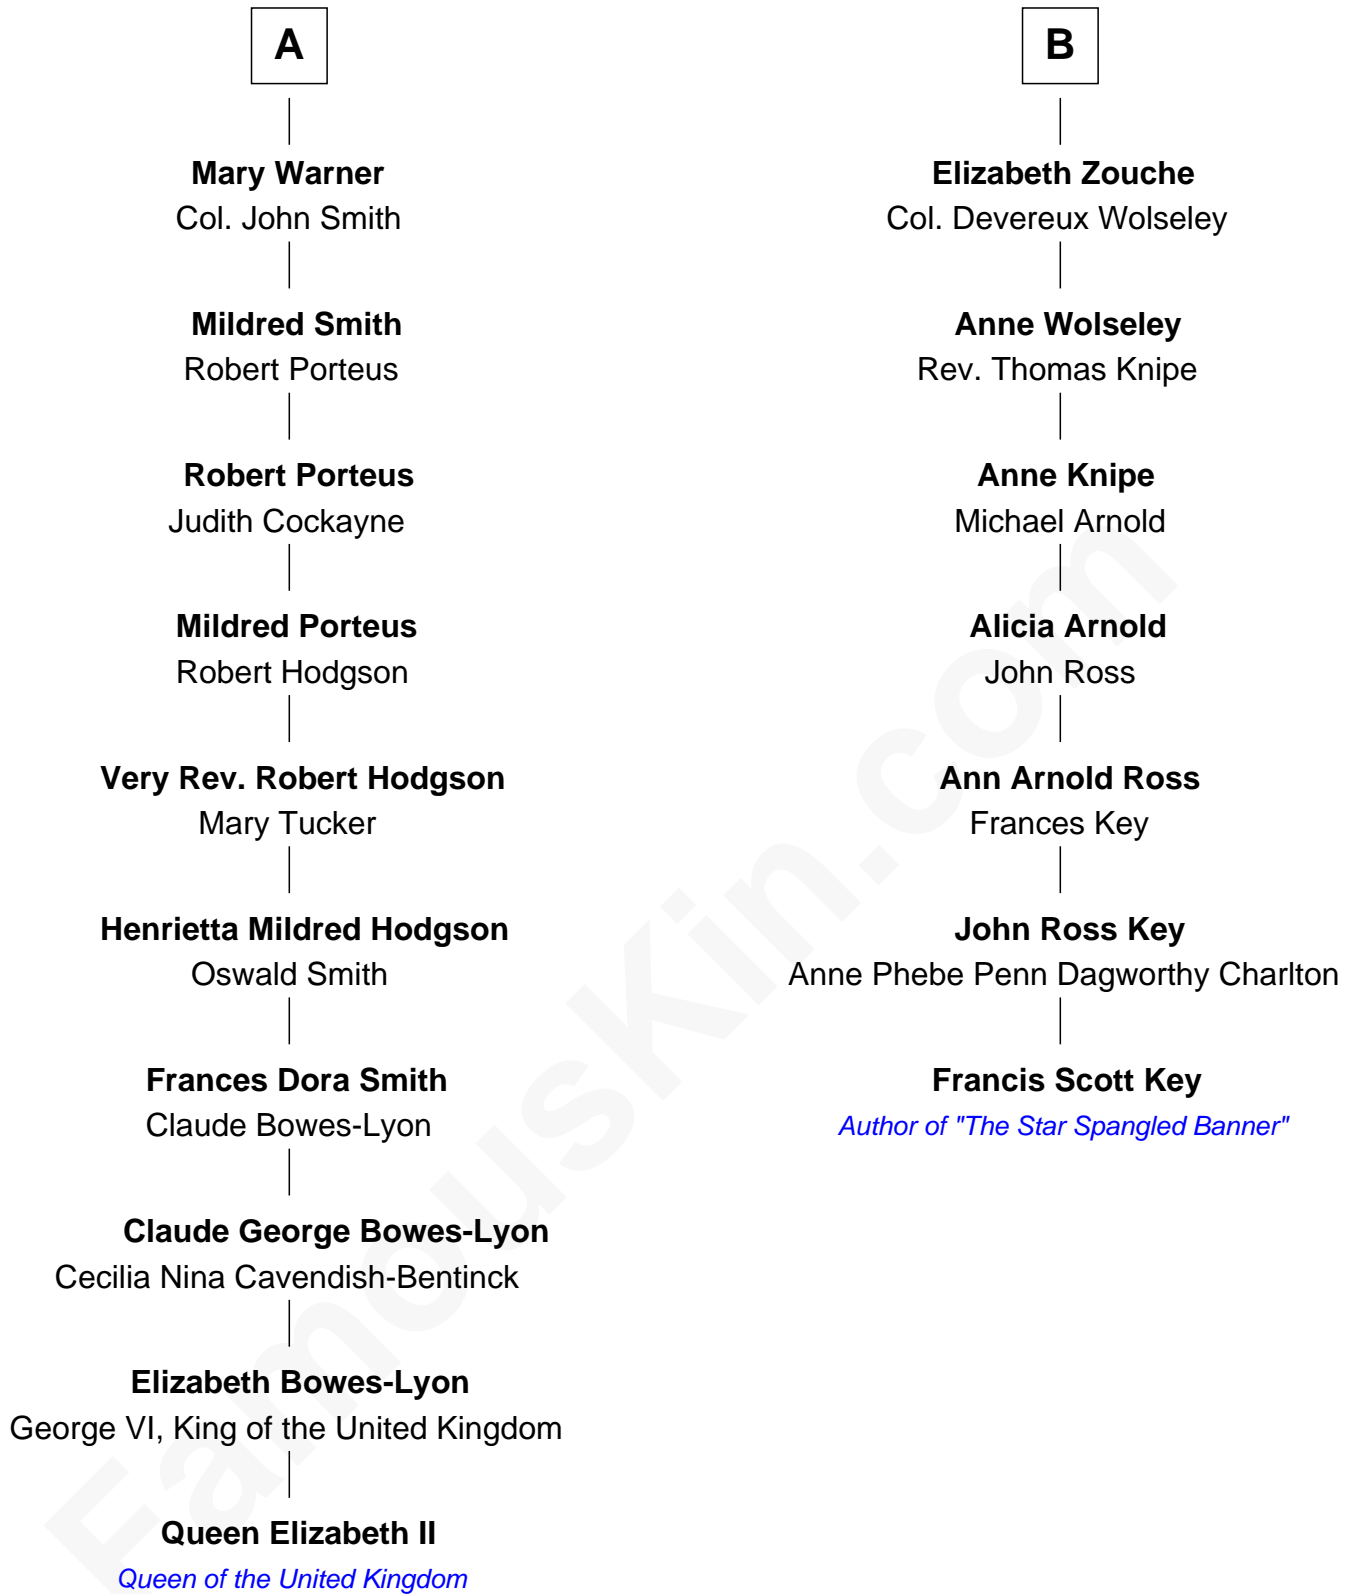 A
Mary Warner
Col. John Smith
Mildred Smith
Robert Porteus
Robert Porteus
Judith Cockayne
Mildred Porteus
Robert Hodgson
Very Rev. Robert Hodgson
Mary Tucker
Henrietta Mildred Hodgson
Oswald Smith
Frances Dora Smith
Claude Bowes-Lyon
Claude George Bowes-Lyon
Cecilia Nina Cavendish-Bentinck
Elizabeth Bowes-Lyon
George VI, King of the United Kingdom
Queen Elizabeth II
Queen of the United Kingdom
B
Elizabeth Zouche
Col. Devereux Wolseley
Anne Wolseley
Rev. Thomas Knipe
Anne Knipe
Michael Arnold
Alicia Arnold
John Ross
Ann Arnold Ross
Frances Key
John Ross Key
Anne Phebe Penn Dagworthy Charlton
Francis Scott Key
Author of "The Star Spangled Banner"
FamousKin.com